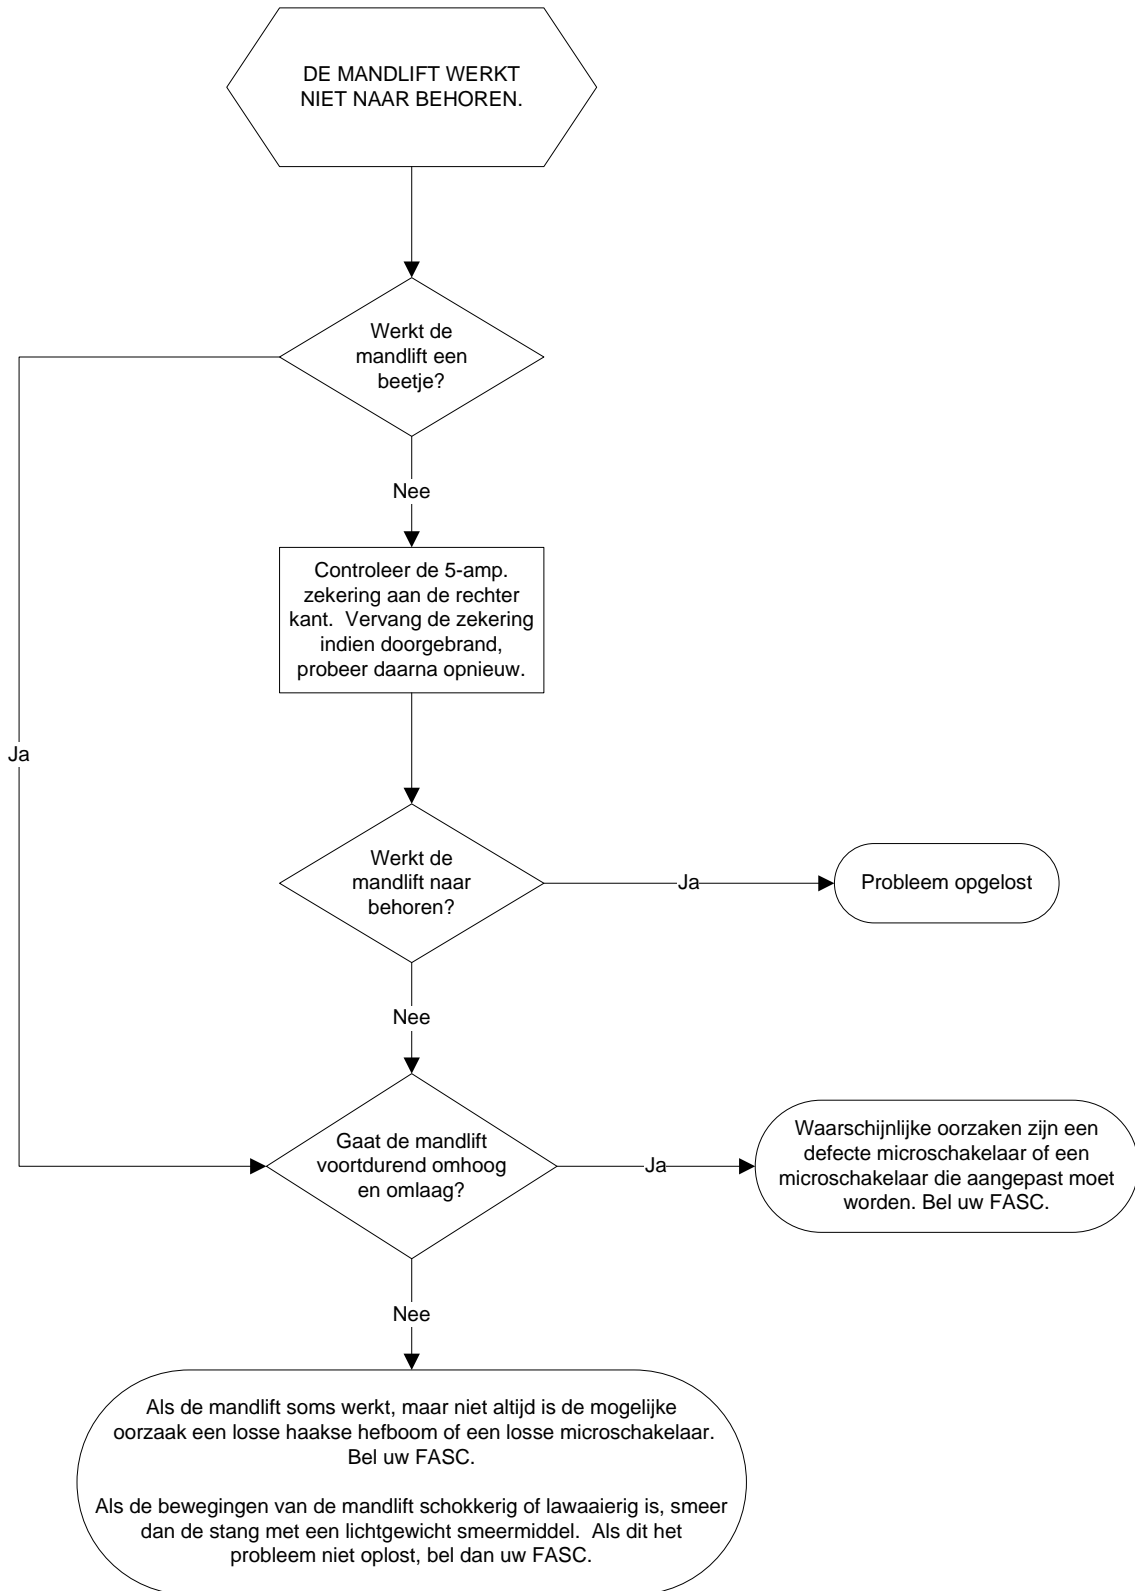 DE MANDLIFT WERKT
NIET NAAR BEHOREN.
Werkt de
mandlift een
beetje?
Nee
Controleer de 5-amp.
zekering aan de rechter
kant.  Vervang de zekering
indien doorgebrand,
probeer daarna opnieuw.
Ja
Werkt de
mandlift naar
behoren?
Ja
Probleem opgelost
Nee
Gaat de mandlift
voortdurend omhoog
en omlaag?
Ja
Waarschijnlijke oorzaken zijn een
defecte microschakelaar of een
microschakelaar die aangepast moet
worden. Bel uw FASC.
Nee
Als de mandlift soms werkt, maar niet altijd is de mogelijke
oorzaak een losse haakse hefboom of een losse microschakelaar.
Bel uw FASC.
Als de bewegingen van de mandlift schokkerig of lawaaierig is, smeer
dan de stang met een lichtgewicht smeermiddel.  Als dit het
probleem niet oplost, bel dan uw FASC.